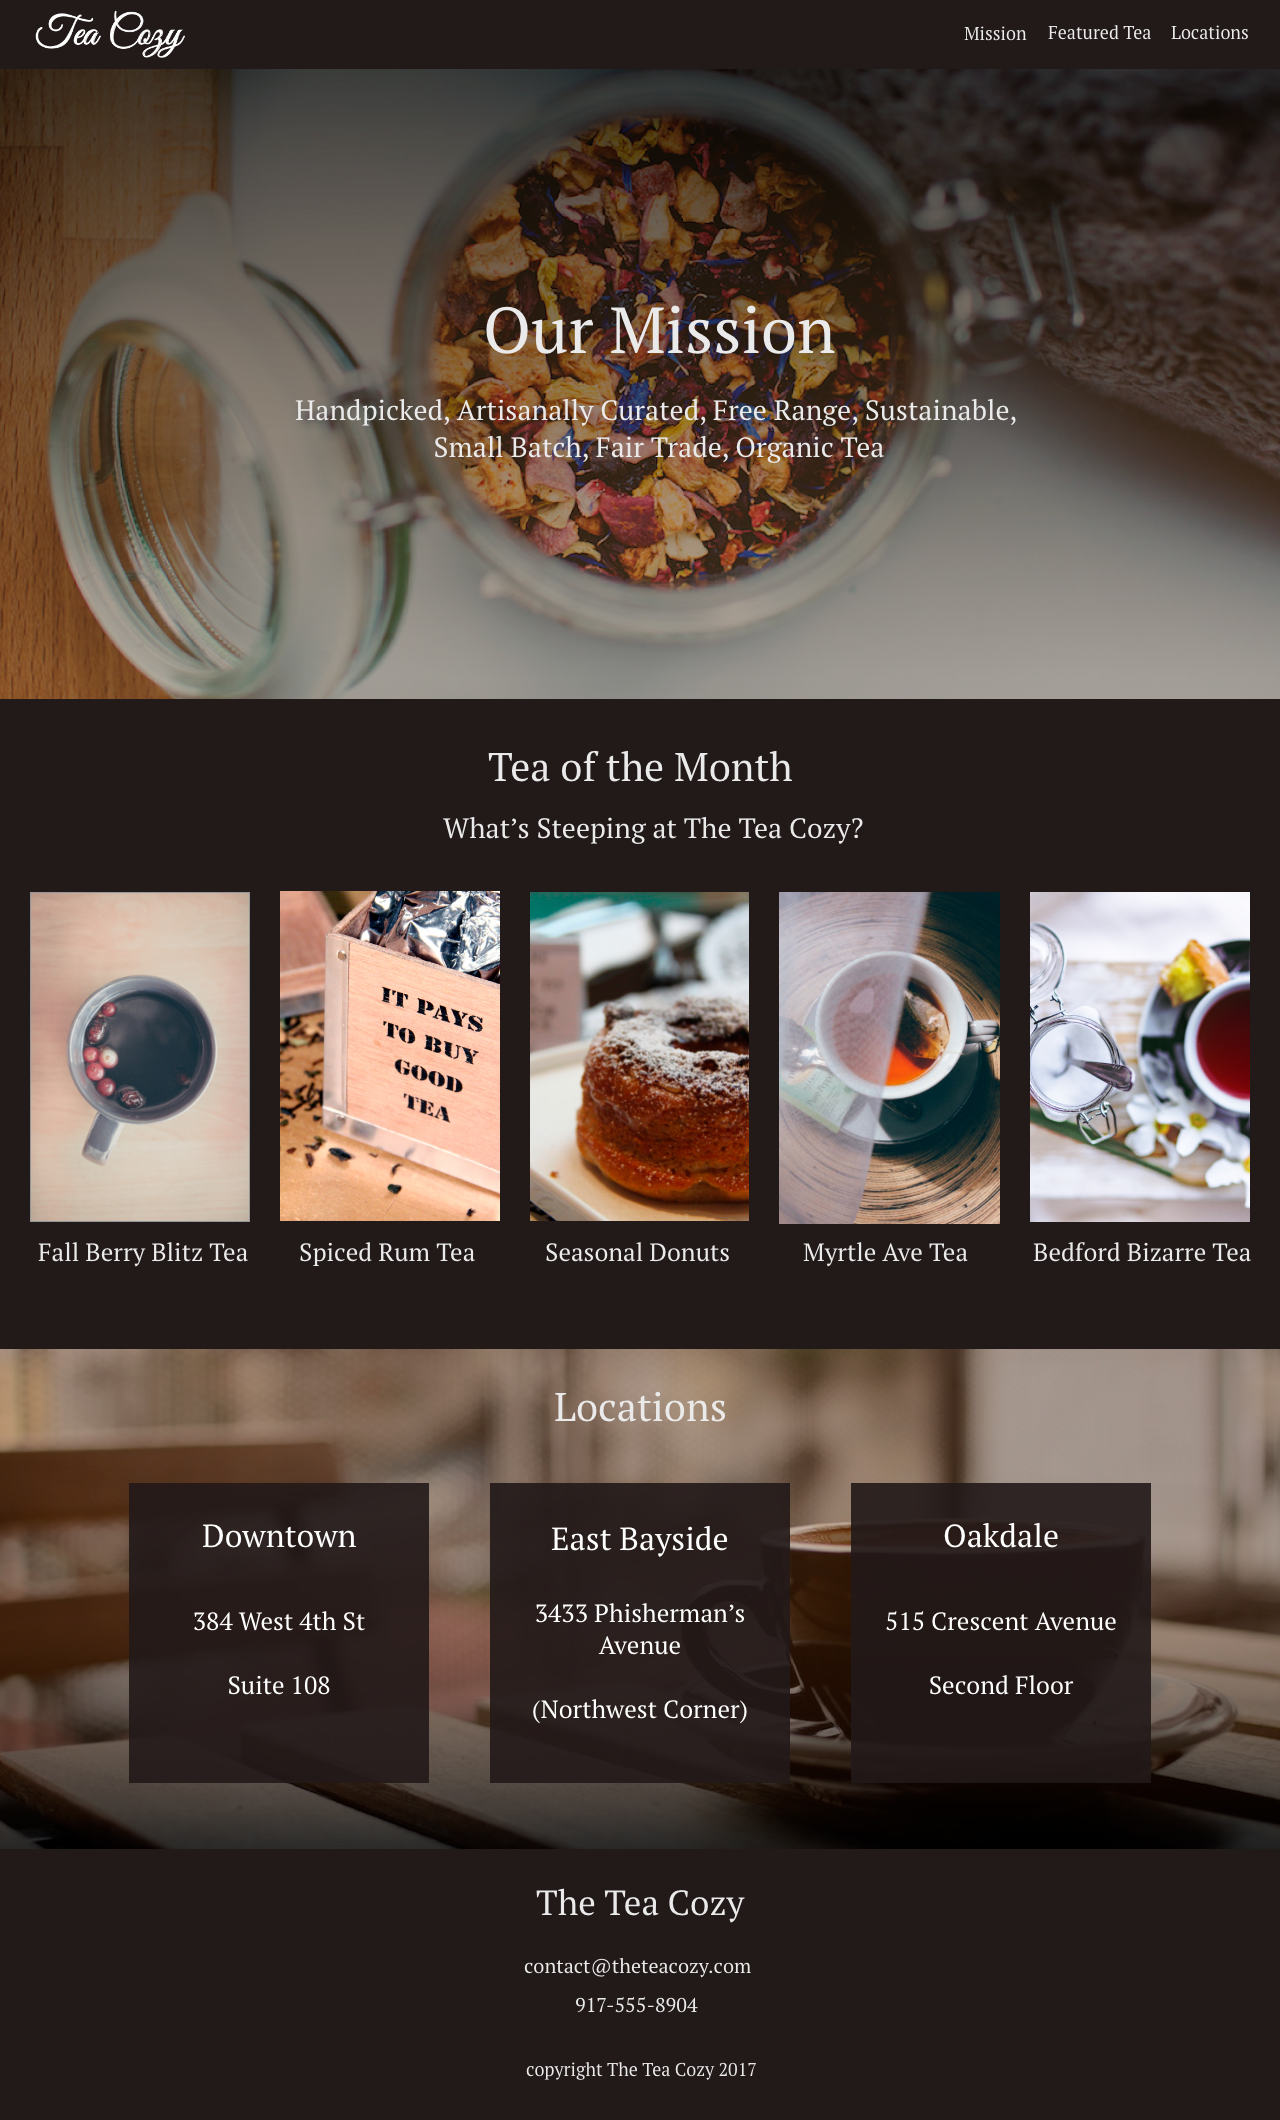 Tea Cozy
Mission
Featured Tea
Locations
Our Mission
Handpicked, Artisanally Curated, Free Range, Sustainable,
Small Batch, Fair Trade, Organic Tea
Tea of the Month
What’s Steeping at The Tea Cozy?
IT PAYS
TO BUY
GOOD
TEA
Fall Berry Blitz Tea
Spiced Rum Tea
Seasonal Donuts
Myrtle Ave Tea
Bedford Bizarre Tea
Locations
Downtown
384 West 4th St
Suite 108
East Bayside
3433 Phisherman’s
Avenue
(Northwest Corner)
Oakdale
515 Crescent Avenue
Second Floor
The Tea Cozy
contact@theteacozy.com
917-555-8904
copyright The Tea Cozy 2017